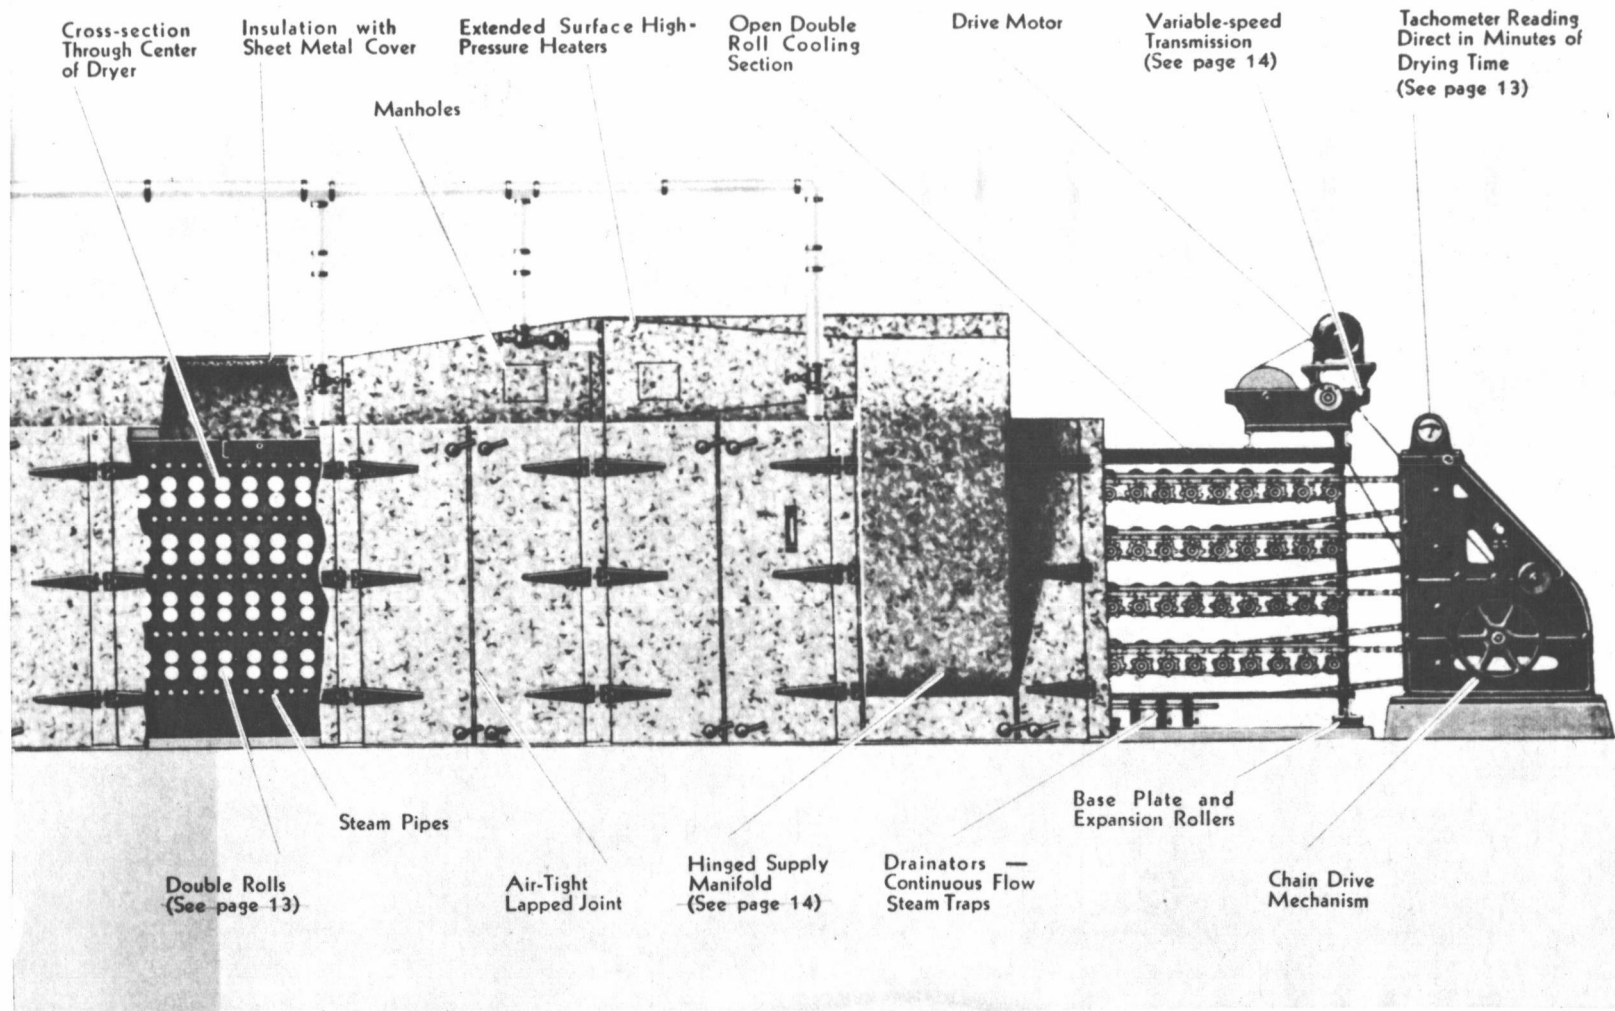 Cross-section
Through Center
of Dryer
Insulation with
Sheet Metal Cover
Extended Surface High-
Pressure Heaters
Open Double
Roll Cooling
Section
Drive Motor
Variable-speed
Transmission
(See page 14)
Tachometer Reading
Direct in Minutes of
Drying Time
(See page 13)
Manholes
Steam Pipes
Base Plate and
Expansion Rollers
Double Rolls
(See page 13)
Air-Tight
Lapped Joint
Hinged Supply
Manifold
(See page 14)
Drainators —
Continuous Flow
Steam Traps
Chain Drive
Mechanism